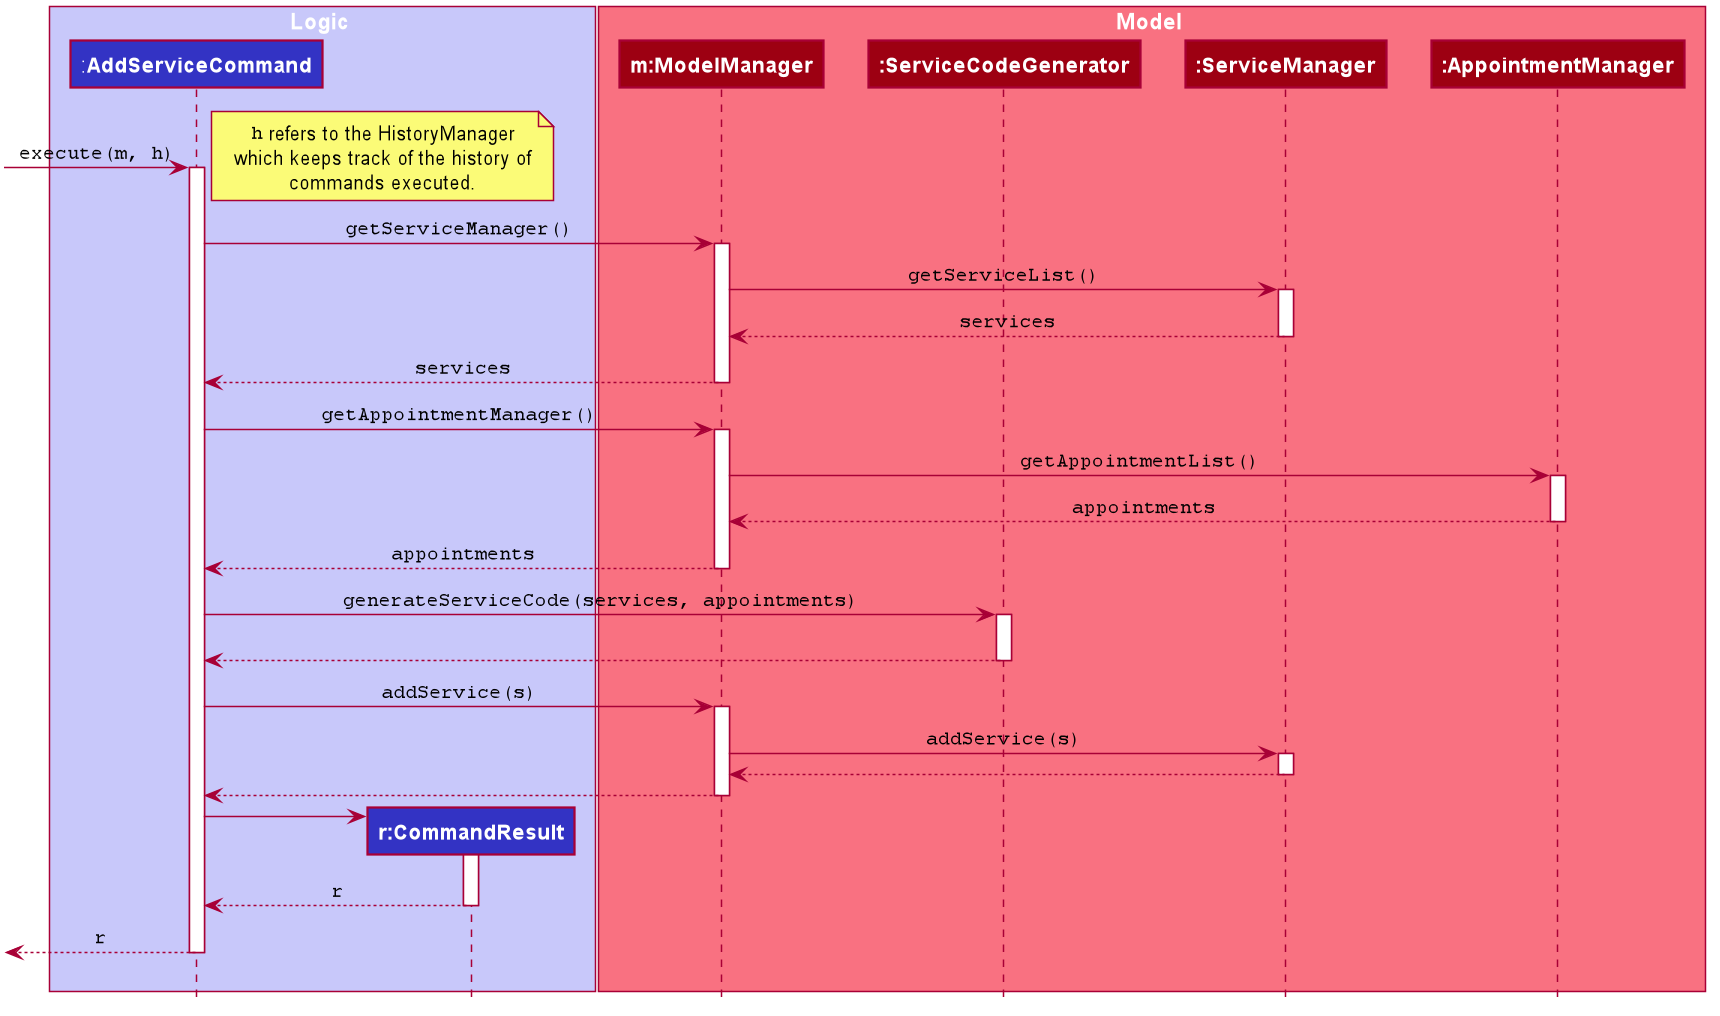 Logic
Model
:AddServiceCommand
m:ModelManager
:ServiceCodeGenerator
:ServiceManager
:AppointmentManager
h refers to the HistoryManager
which keeps track of the history of
commands executed.
execute(m, h)
getServiceManager()
getServiceList()
services
services
getAppointmentManager()
getAppointmentList()
appointments
appointments
generateServiceCode(services, appointments)
addService(s)
addService(s)
r:CommandResult
r
r